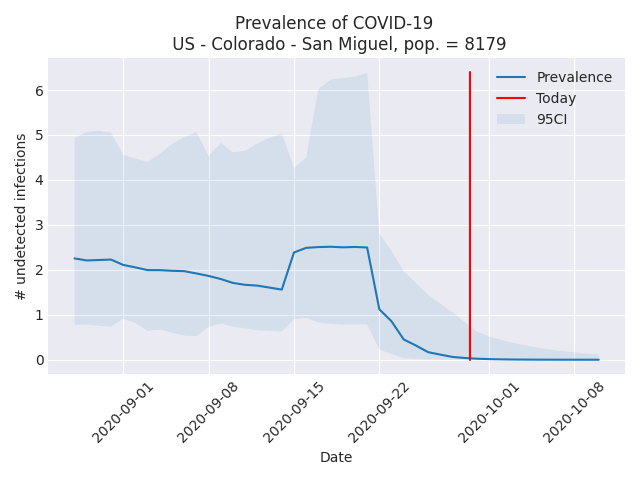 Prevalence of COVID-19
US - Colorado - San Miguel, pop. = 8179
# undetected infections
6
5
4
3
2
1
0
Prevalence
Today
95CI
2020-09-01
2020-09-08
2020-09-15
2020-09-22
2020-10-01
2020-10-08
Date